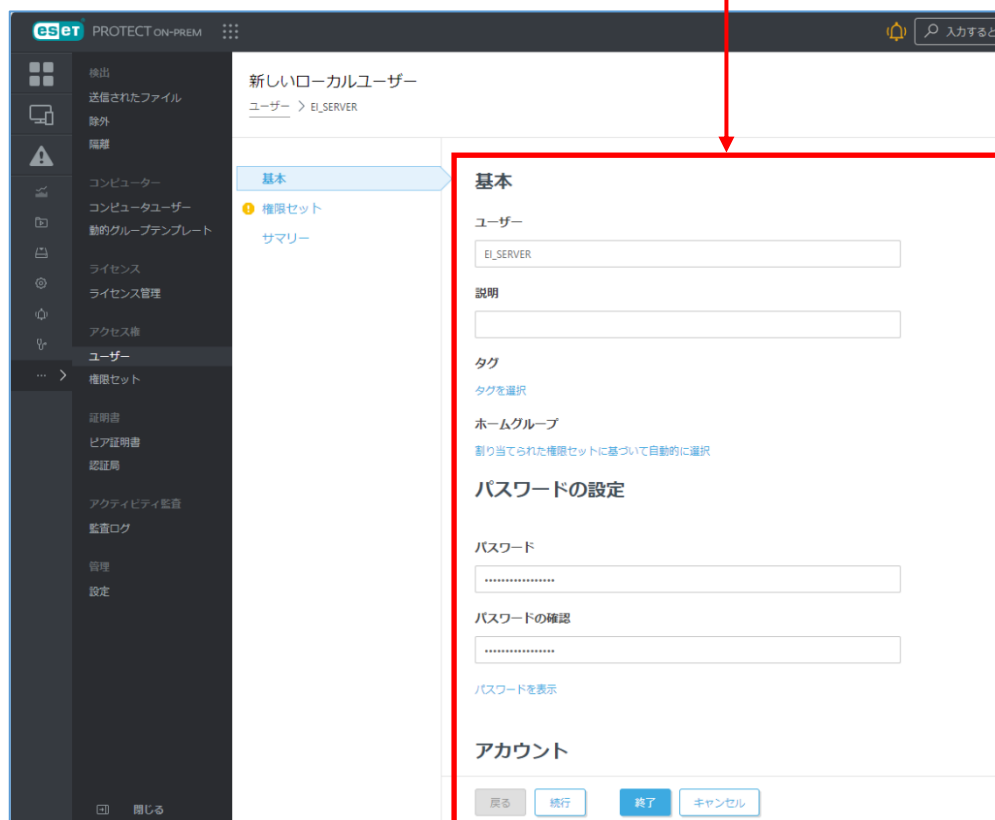 eset PROTECT ON-PREM
入力すると
検出
送信されたファイル
除外
隔離
コンピューター
コンピュータユーザー
動的グループテンプレート
ライセンス
ライセンス管理
アクセス権
ユーザー
権限セット
証明書
ピア証明書
認証局
アクティビティ監査
監査ログ
管理
設定
閉じる
新しいローカルユーザー
ユーザー > EI_SERVER
基本
権限セット
サマリー
基本
ユーザー
EI_SERVER
説明
タグ
タグを選択
ホームグループ
割り当てられた権限セットに基づいて自動的に選択
パスワードの設定
パスワード
•••••••••••••••••
パスワードの確認
•••••••••••••••••
パスワードを表示
アカウント
戻る 続行 終了 キャンセル